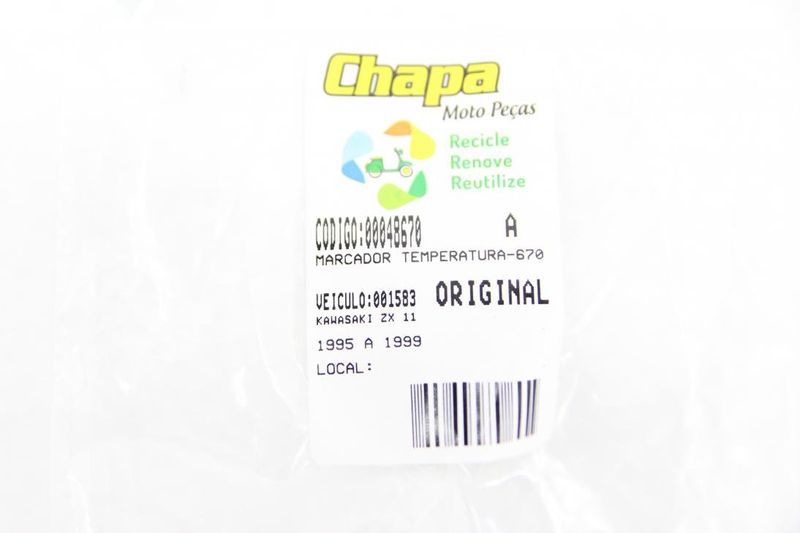 Chapa
Moto Peças
Recicle
Renove
Reutilize
CODIGO:00048670 A
MARCADOR TEMPERATURA-670
VEICULO:001583 ORIGINAL
KAWASAKI ZX 11
1995 A 1999
LOCAL: